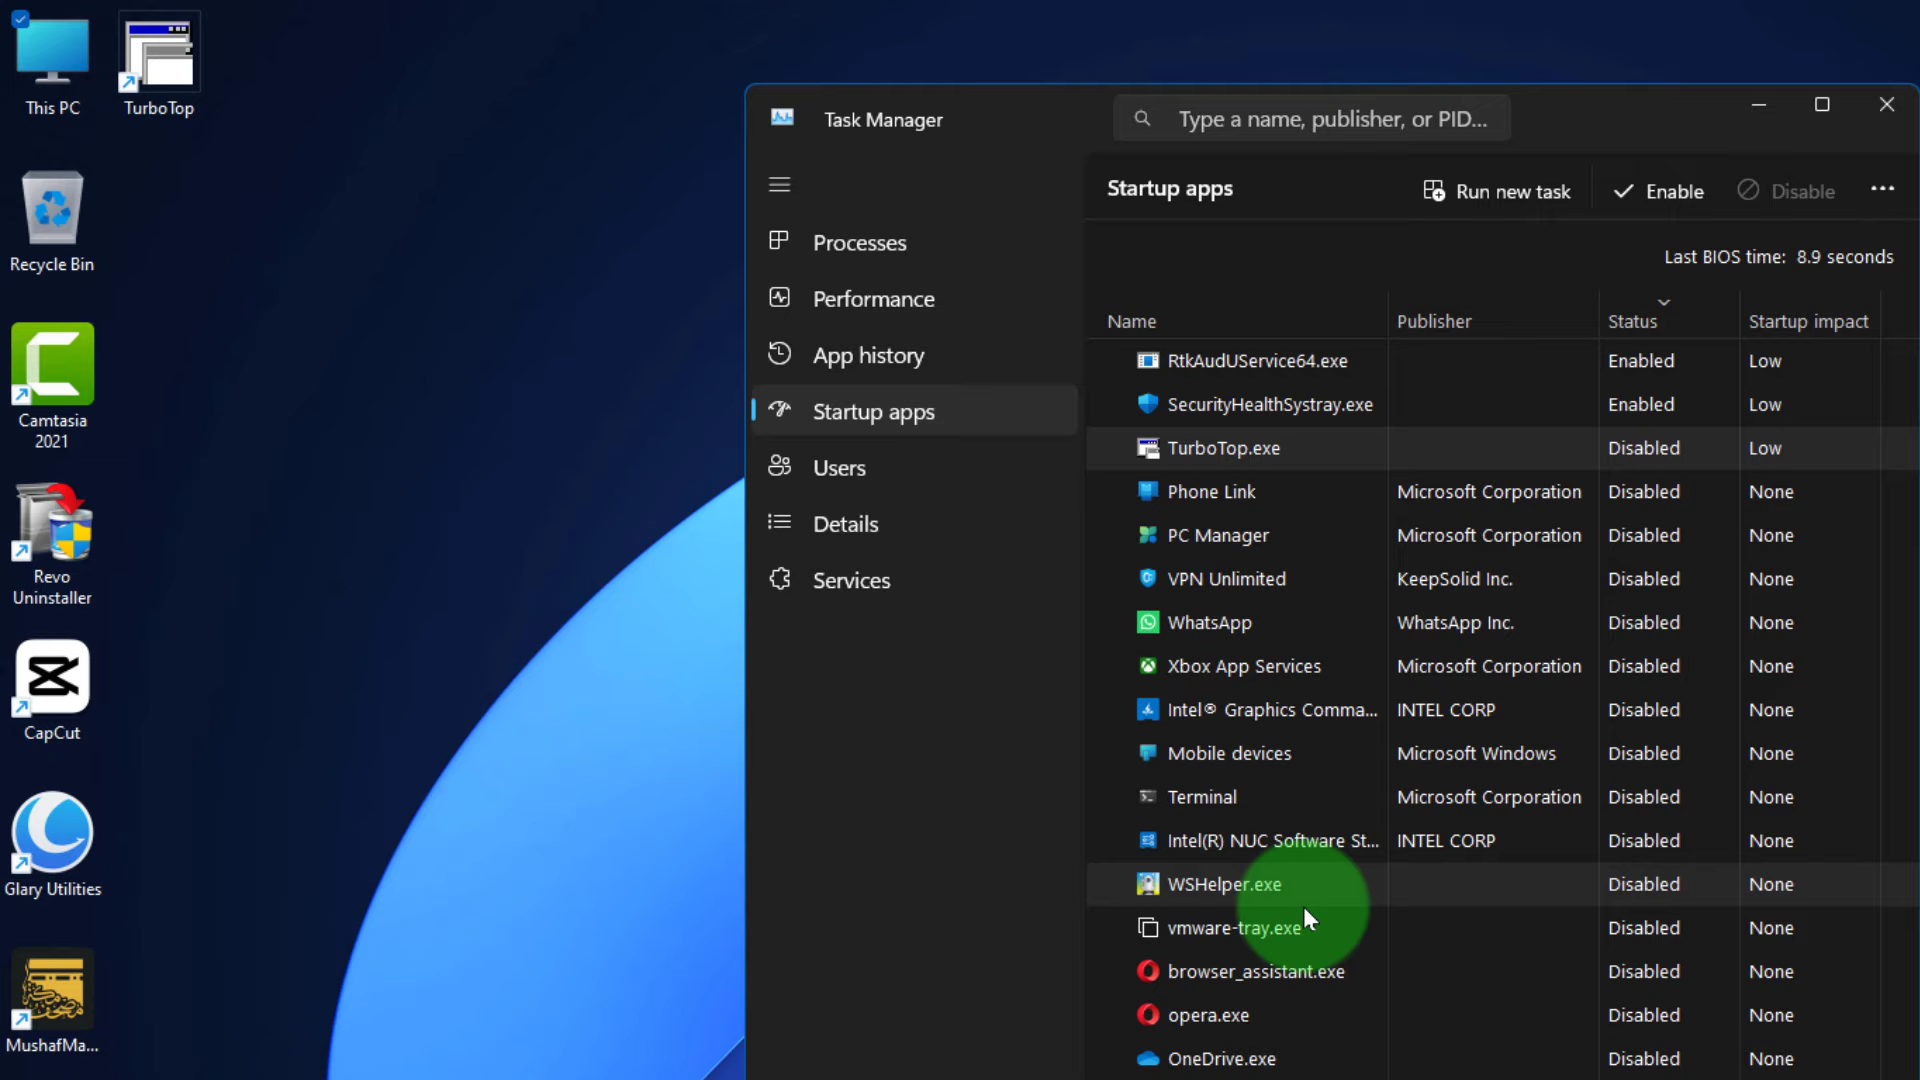 This PC
TurboTop
Recycle Bin
Camtasia
2021
Revo
Uninstaller
CapCut
Glary Utilities
MushafMa...
Task Manager
Type a name, publisher, or PID...
Processes
Performance
App history
Startup apps
Users
Details
Services
Startup apps
Run new task
Enable
Disable
Last BIOS time: 8.9 seconds
Name Publisher Status Startup impact
RtkAudUService64.exe Enabled Low
SecurityHealthSystray.exe Enabled Low
TurboTop.exe Disabled Low
Phone Link Microsoft Corporation Disabled None
PC Manager Microsoft Corporation Disabled None
VPN Unlimited KeepSolid Inc. Disabled None
WhatsApp WhatsApp Inc. Disabled None
Xbox App Services Microsoft Corporation Disabled None
Intel® Graphics Comma... INTEL CORP Disabled None
Mobile devices Microsoft Windows Disabled None
Terminal Microsoft Corporation Disabled None
Intel(R) NUC Software St... INTEL CORP Disabled None
WSHelper.exe Disabled None
vmware-tray.exe Disabled None
browser_assistant.exe Disabled None
opera.exe Disabled None
OneDrive.exe Disabled None